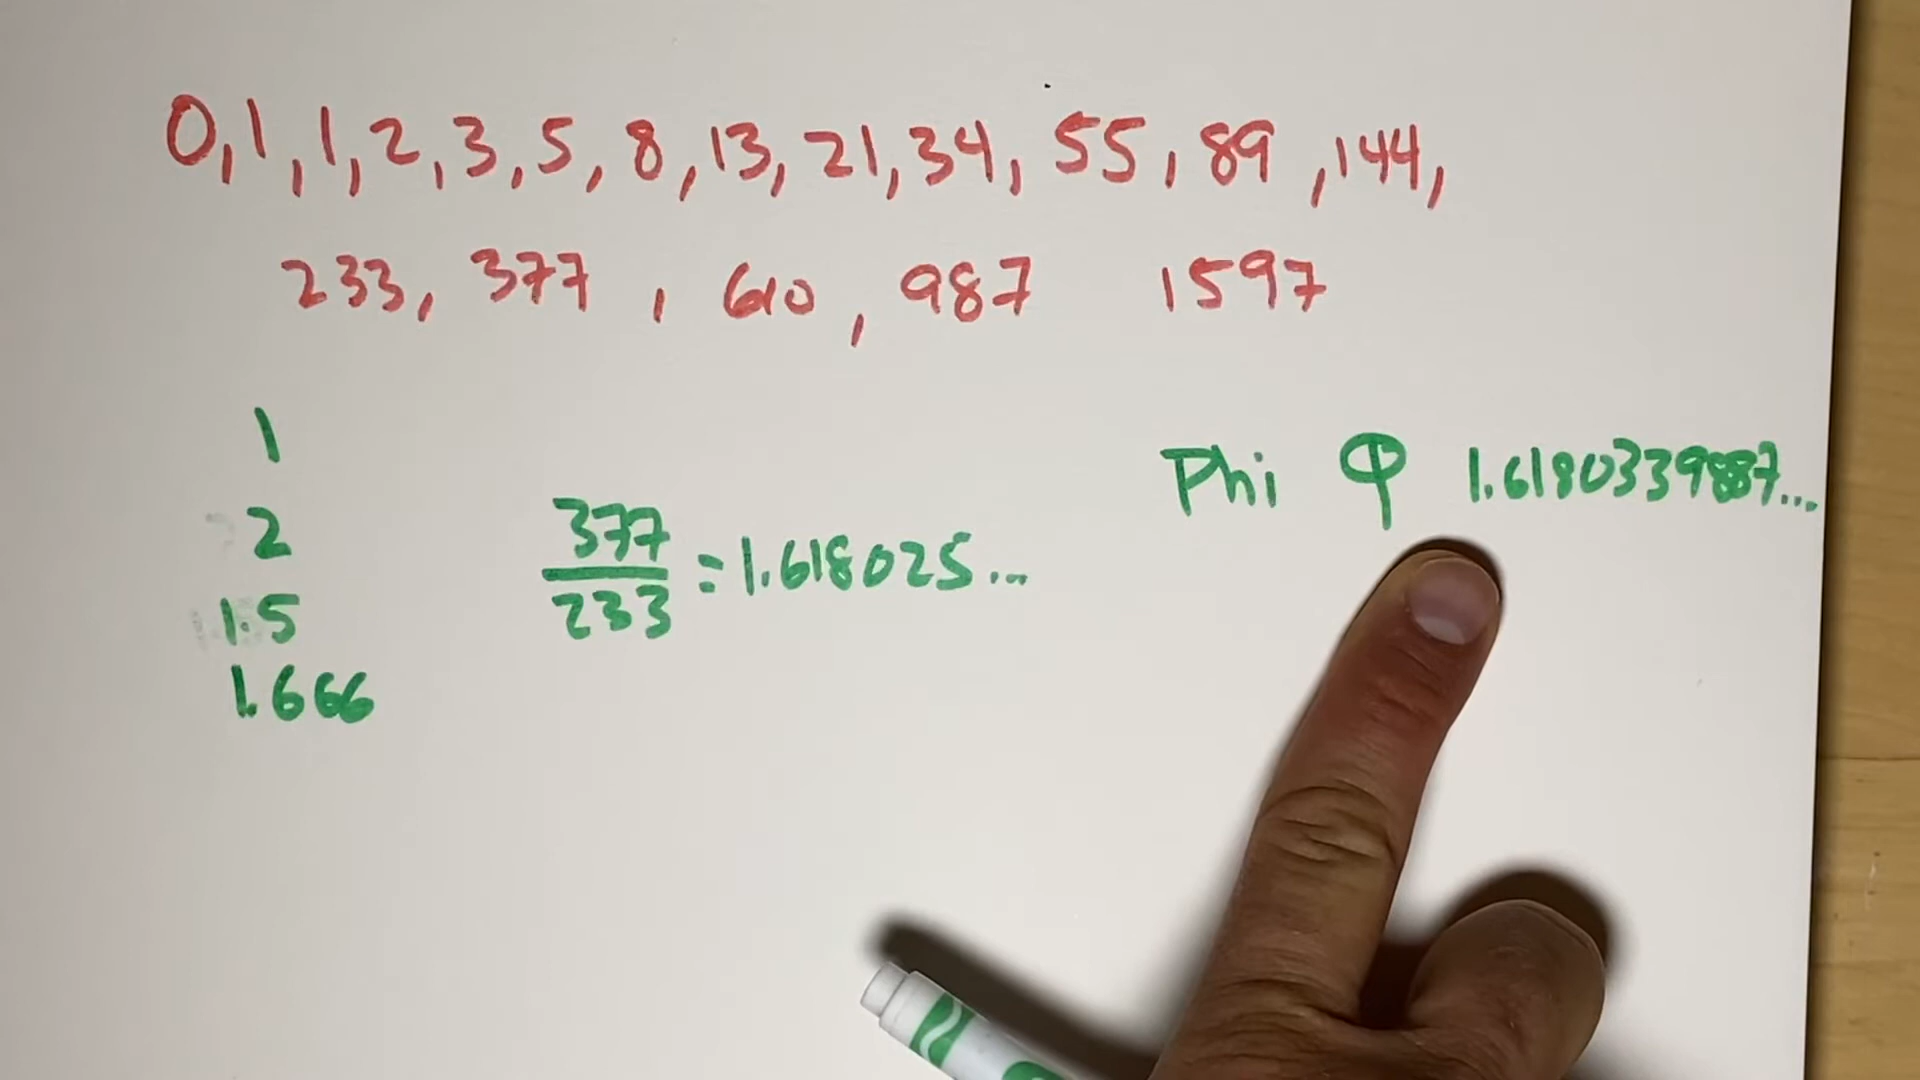 0, 1, 1, 2, 3, 5, 8, 13, 21, 34, 55, 89, 144,
233, 377, 610, 987 1597
1
2
1.5
1.666
377
233
= 1.618025...
Phi φ 1.6180339887...